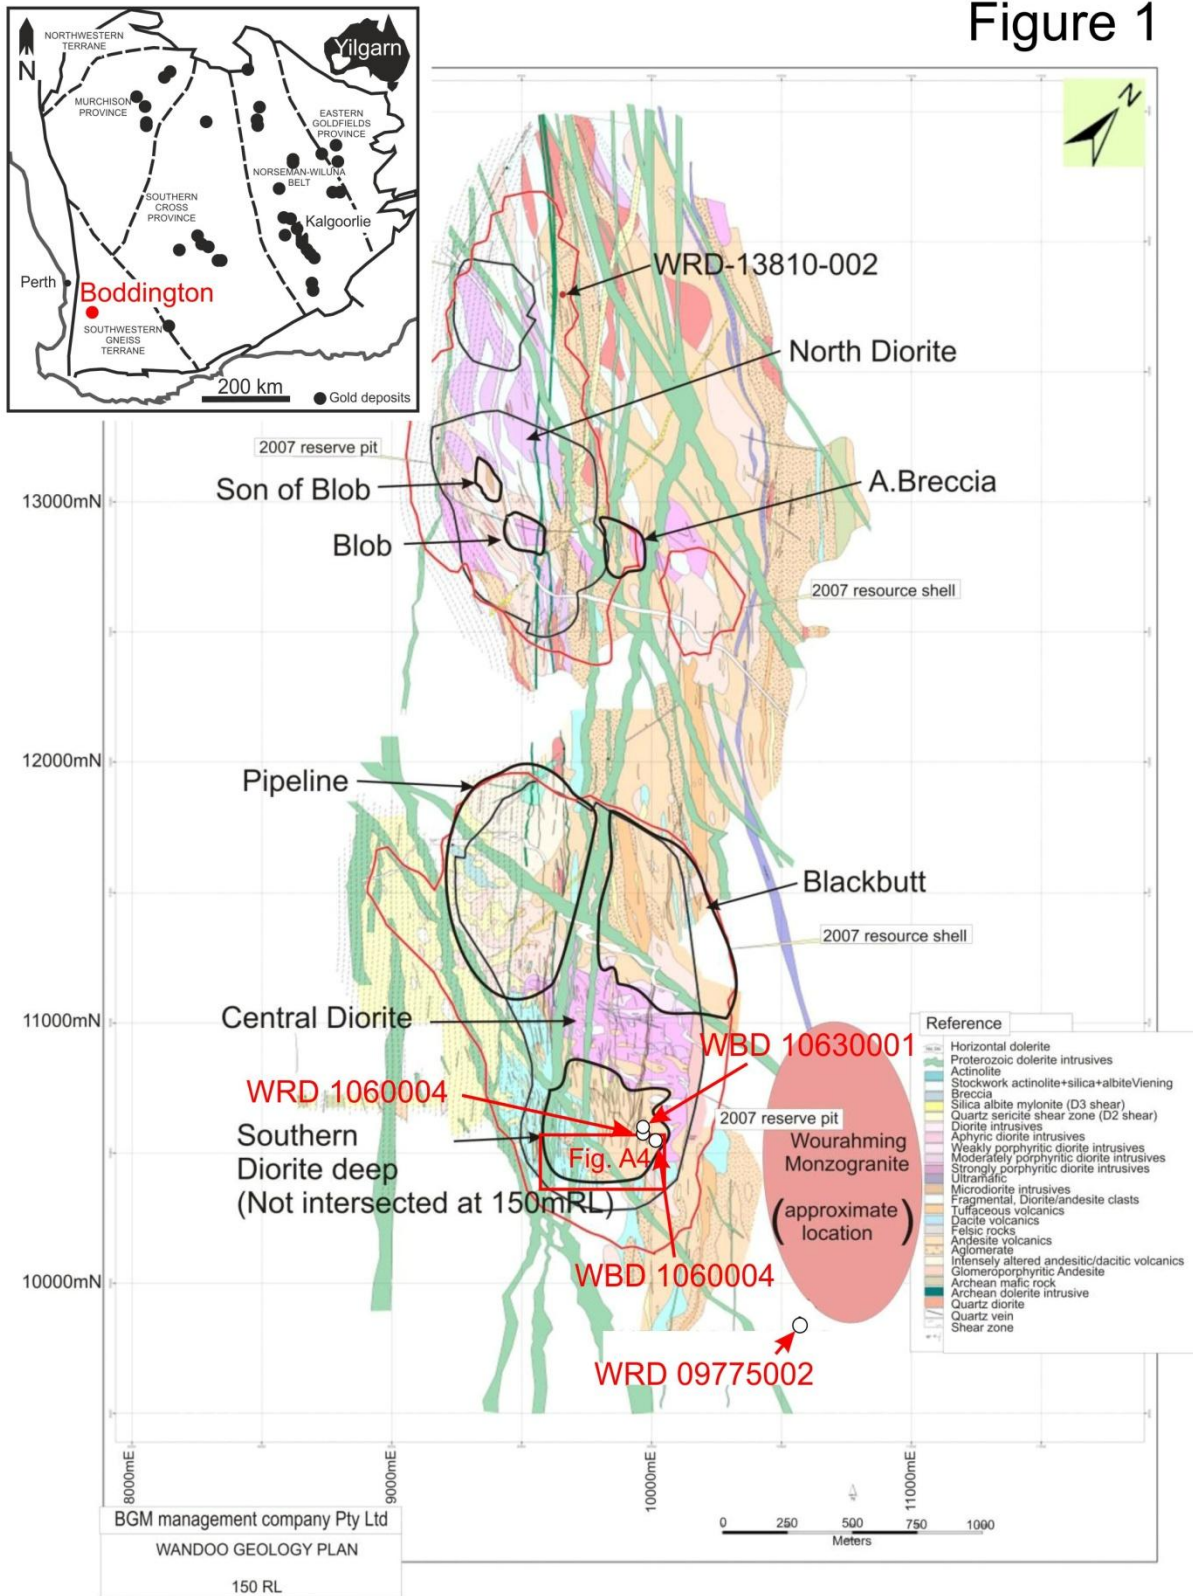 Figure 1
N
NORTHWESTERN
TERRANE
Yilgarn
MURCHISON
PROVINCE
EASTERN
GOLDFIELDS
PROVINCE
NORSEMAN-WILUNA
BELT
SOUTHERN
CROSS
PROVINCE
Kalgoorlie
Perth
Boddington
SOUTHWESTERN
GNEISS
TERRANE
200 km
Gold deposits
N
WRD-13810-002
North Diorite
2007 reserve pit
Son of Blob
13000mN
A.Breccia
Blob
2007 resource shell
12000mN
Pipeline
Blackbutt
2007 resource shell
11000mN
Central Diorite
WBD 10630001
WRD 1060004
2007 reserve pit
Southern
Diorite deep
(Not intersected at 150mRL)
Fig. A4
Wourahming
Monzogranite
(approximate
location)
WBD 1060004
10000mN
WRD 09775002
Reference
Horizontal dolerite
Proterozoic dolerite intrusives
Actinolite
Stockwork actinolite+silica+albiteViening
Breccia
Silica albite mylonite (D3 shear)
Quartz sericite shear zone (D2 shear)
Diorite intrusives
Aphyric diorite intrusives
Weakly porphyritic diorite intrusives
Moderately porphyritic diorite intrusives
Strongly porphyritic diorite intrusives
Ultramafic
Microdiorite intrusives
Fragmental, Diorite/andesite clasts
Tuffaceous volcanics
Dacite volcanics
Felsic rocks
Andesite volcanics
Aglomerate
Intensely altered andesitic/dacitic volcanics
Glomeroporphyritic Andesite
Archean mafic rock
Archean dolerite intrusive
Quartz diorite
Quartz vein
Shear zone
8000mE
9000mE
10000mE
11000mE
0 250 500 750 1000
Meters
BGM management company Pty Ltd
WANDOO GEOLOGY PLAN
150 RL